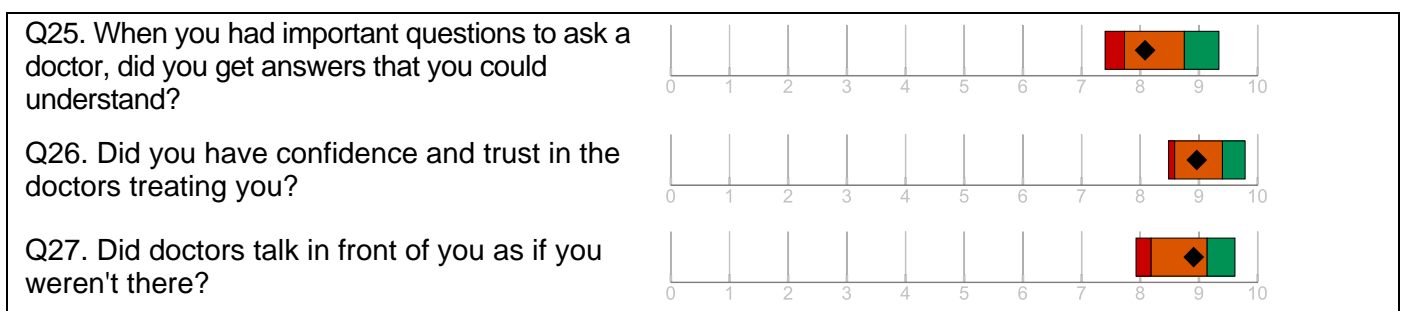 Q25. When you had important questions to ask a
doctor, did you get answers that you could
understand?
0 1 2 3 4 5 6 7 8 9 10
Q26. Did you have confidence and trust in the
doctors treating you?
0 1 2 3 4 5 6 7 8 9 10
Q27. Did doctors talk in front of you as if you
weren't there?
0 1 2 3 4 5 6 7 8 9 10